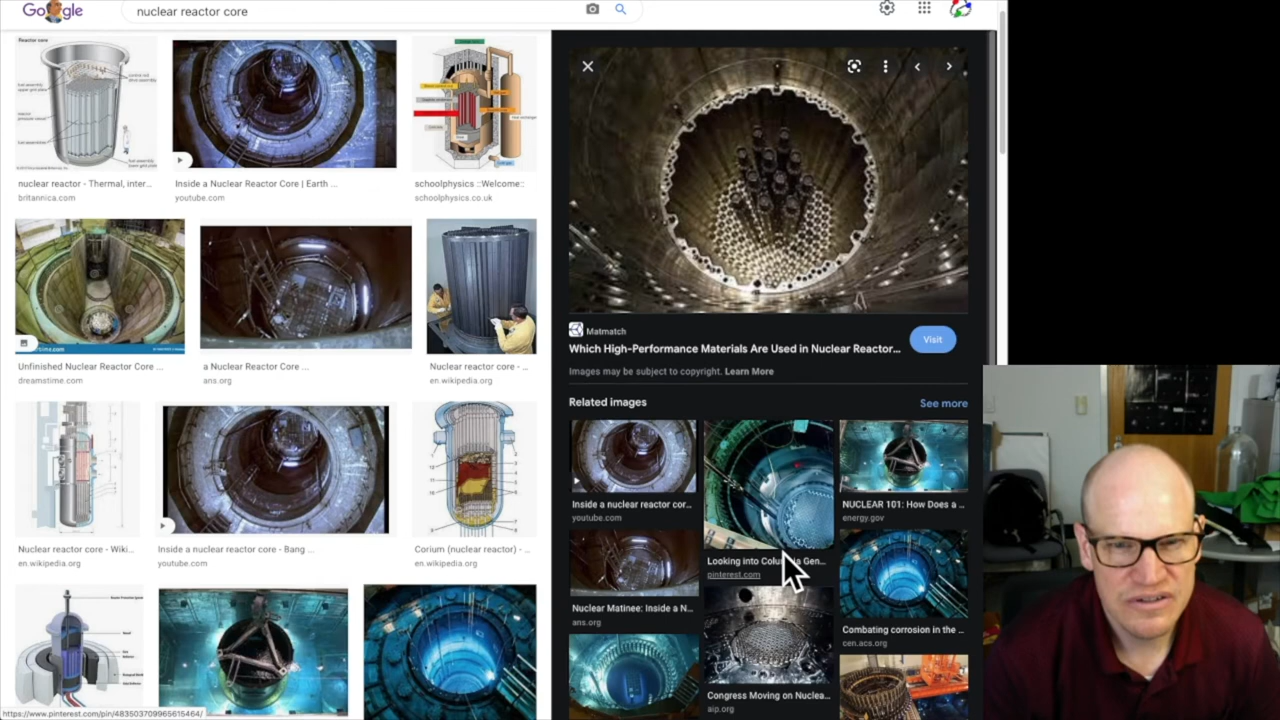 Google
nuclear reactor core
Reactor core
nuclear reactor - Thermal, inter...
britannica.com
Inside a Nuclear Reactor Core | Earth ...
youtube.com
schoolphysics ::Welcome::
schoolphysics.co.uk
Unfinished Nuclear Reactor Core ...
dreamstime.com
a Nuclear Reactor Core ...
ans.org
Nuclear reactor core - ...
en.wikipedia.org
Nuclear reactor core - Wiki...
en.wikipedia.org
Inside a nuclear reactor core - Bang ...
youtube.com
Corium (nuclear reactor) - ...
en.wikipedia.org
https://www.pinterest.com/pin/483503709965615464/
Matmatch
Which High-Performance Materials Are Used in Nuclear Reactor...
Visit
Images may be subject to copyright. Learn More
Related images
See more
Inside a nuclear reactor cor...
youtube.com
Looking into Gen...
pinterest.com
NUCLEAR 101: How Does a ...
energy.gov
Nuclear Matinee: Inside a N...
ans.org
Combating corrosion in the ...
cen.acs.org
Congress Moving on Nuclea...
aip.org